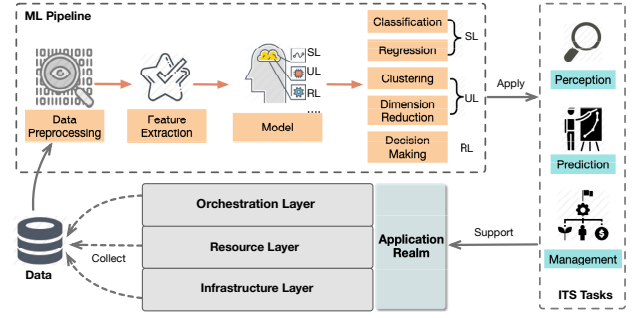 ML Pipeline
Data
Preprocessing
Feature
Extraction
Model
SL
UL
RL
....
Classification
Regression
SL
Clustering
Dimension
Reduction
UL
Decision
Making
RL
Apply
Perception
Prediction
Management
ITS Tasks
Support
Application
Realm
Orchestration Layer
Resource Layer
Infrastructure Layer
Collect
Data